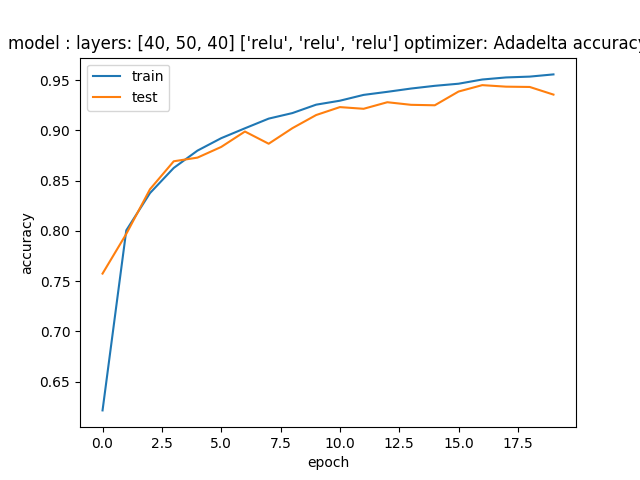 model : layers: [40, 50, 40] ['relu', 'relu', 'relu'] optimizer: Adadelta accuracy
train
test
0.95
0.90
0.85
0.80
0.75
0.70
0.65
accuracy
0.0 2.5 5.0 7.5 10.0 12.5 15.0 17.5
epoch